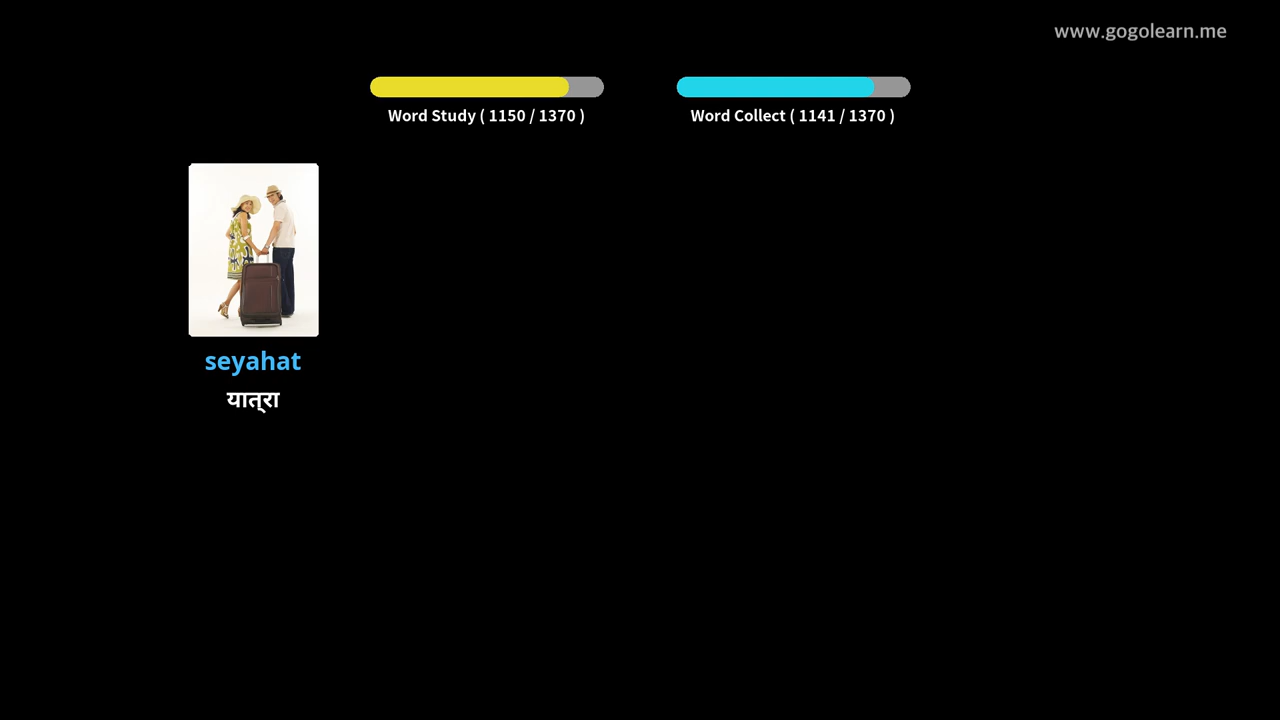 www.gogolearn.me
Word Study ( 1150 / 1370 )
Word Collect ( 1141 / 1370 )
seyahat
यात्रा